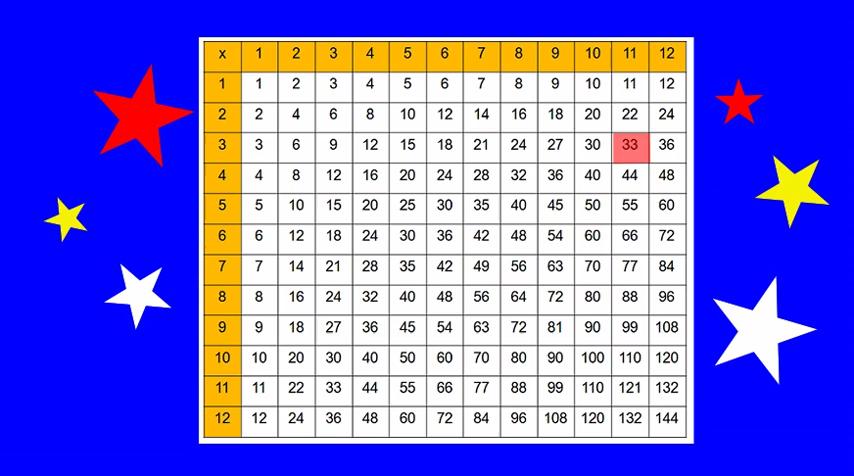 x 1 2 3 4 5 6 7 8 9 10 11 12
1 1 2 3 4 5 6 7 8 9 10 11 12
2 2 4 6 8 10 12 14 16 18 20 22 24
3 3 6 9 12 15 18 21 24 27 30 33 36
4 4 8 12 16 20 24 28 32 36 40 44 48
5 5 10 15 20 25 30 35 40 45 50 55 60
6 6 12 18 24 30 36 42 48 54 60 66 72
7 7 14 21 28 35 42 49 56 63 70 77 84
8 8 16 24 32 40 48 56 64 72 80 88 96
9 9 18 27 36 45 54 63 72 81 90 99 108
10 10 20 30 40 50 60 70 80 90 100 110 120
11 11 22 33 44 55 66 77 88 99 110 121 132
12 12 24 36 48 60 72 84 96 108 120 132 144